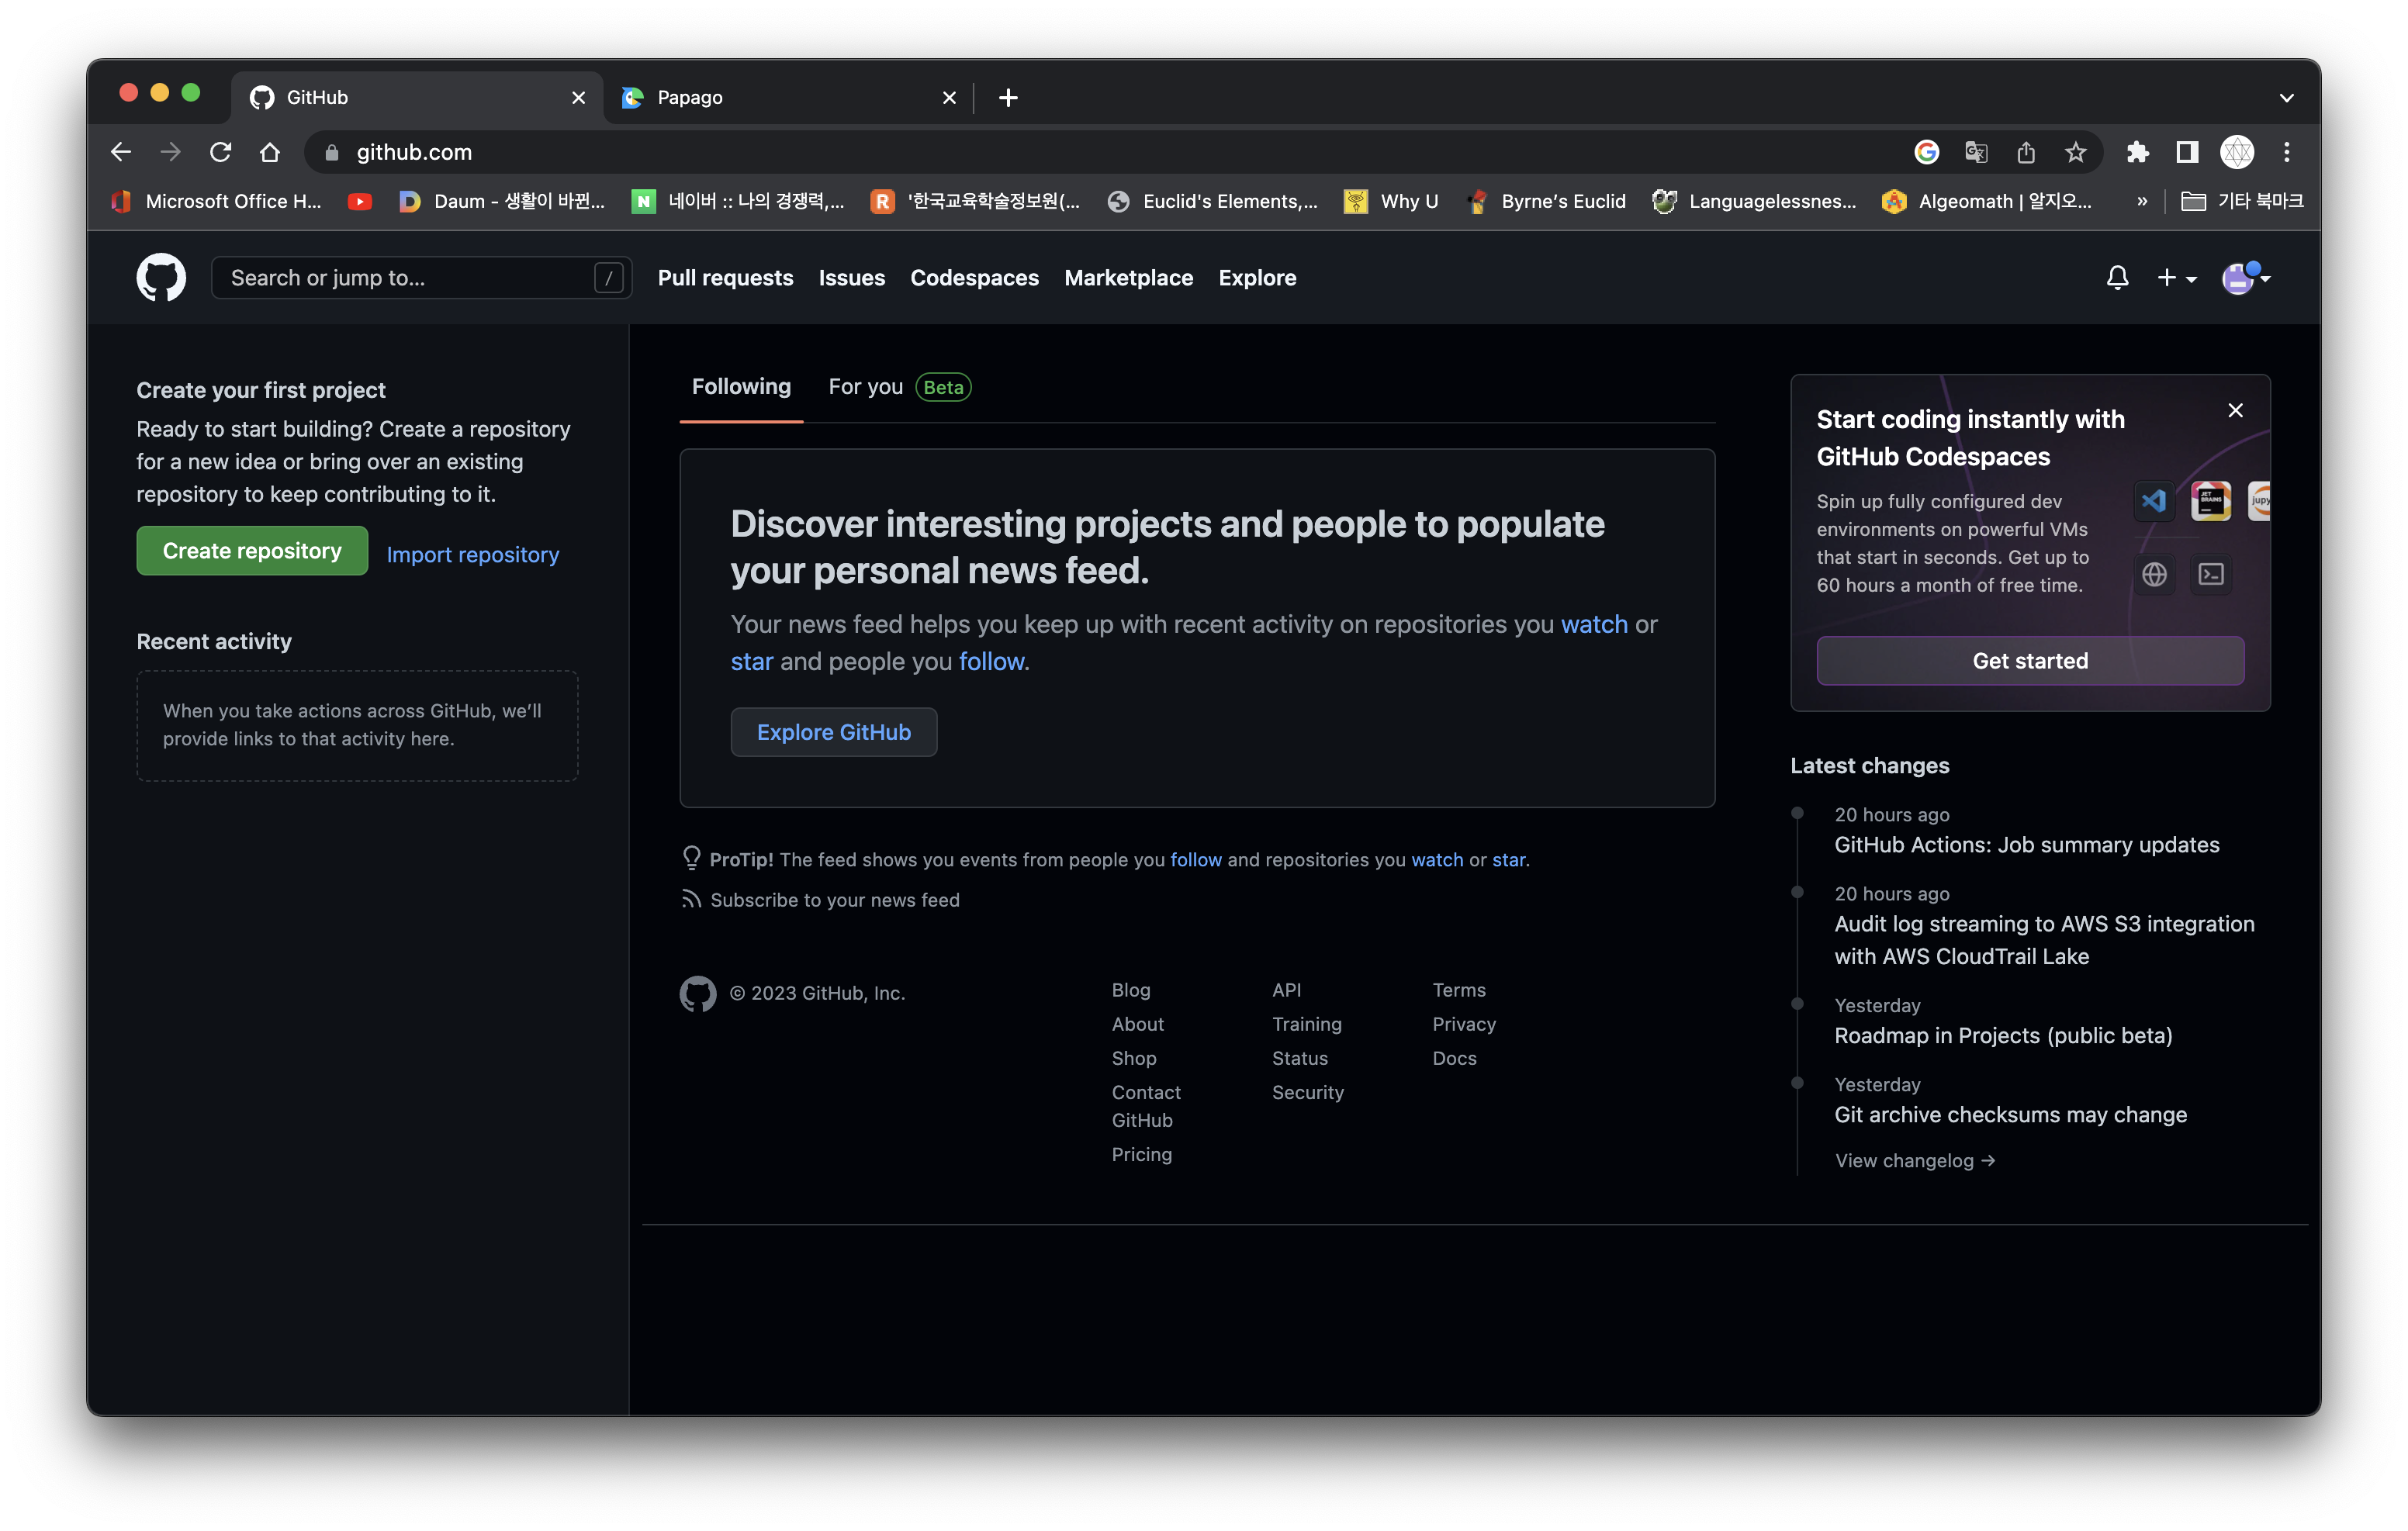 GitHub
Papago
github.com
Microsoft Office H...
Daum - 생활이 바뀐...
네이버 :: 나의 경쟁력,...
'한국교육학술정보원(...
Euclid's Elements,...
Why U
Byrne's Euclid
Languagelessnes...
Algeomath | 알지오...
»
기타 북마크
Search or jump to...
/
Pull requests
Issues
Codespaces
Marketplace
Explore
Create your first project
Ready to start building? Create a repository
for a new idea or bring over an existing
repository to keep contributing to it.
Create repository
Import repository
Recent activity
When you take actions across GitHub, we'll
provide links to that activity here.
Following
For you Beta
Discover interesting projects and people to populate
your personal news feed.
Your news feed helps you keep up with recent activity on repositories you watch or
star and people you follow.
Explore GitHub
ProTip! The feed shows you events from people you follow and repositories you watch or star.
Subscribe to your news feed
© 2023 GitHub, Inc.
Blog
About
Shop
Contact
GitHub
Pricing
API
Training
Status
Security
Terms
Privacy
Docs
Start coding instantly with
GitHub Codespaces
Spin up fully configured dev
environments on powerful VMs
that start in seconds. Get up to
60 hours a month of free time.
JET
BRAINS
jupy
Get started
Latest changes
20 hours ago
GitHub Actions: Job summary updates
20 hours ago
Audit log streaming to AWS S3 integration
with AWS CloudTrail Lake
Yesterday
Roadmap in Projects (public beta)
Yesterday
Git archive checksums may change
View changelog →